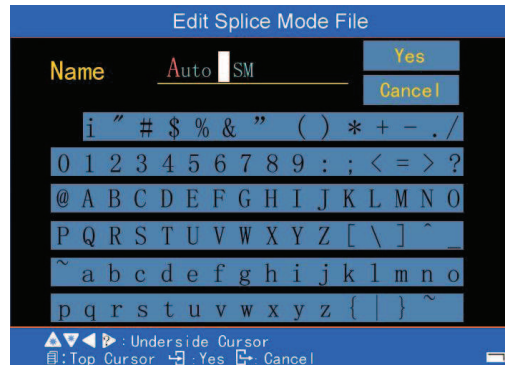 Edit Splice Mode File
Name Auto SM Yes
Cancel
i " # $ % & " ( ) * + - . /
0 1 2 3 4 5 6 7 8 9 : ; < = > ?
@ A B C D E F G H I J K L M N O
P Q R S T U V W X Y Z [ \ ] ^ _
~ a b c d e f g h i j k l m n o
p q r s t u v w x y z { | } ~
▲▼◀▶: Underside Cursor
:Top Cursor :Yes :Cancel